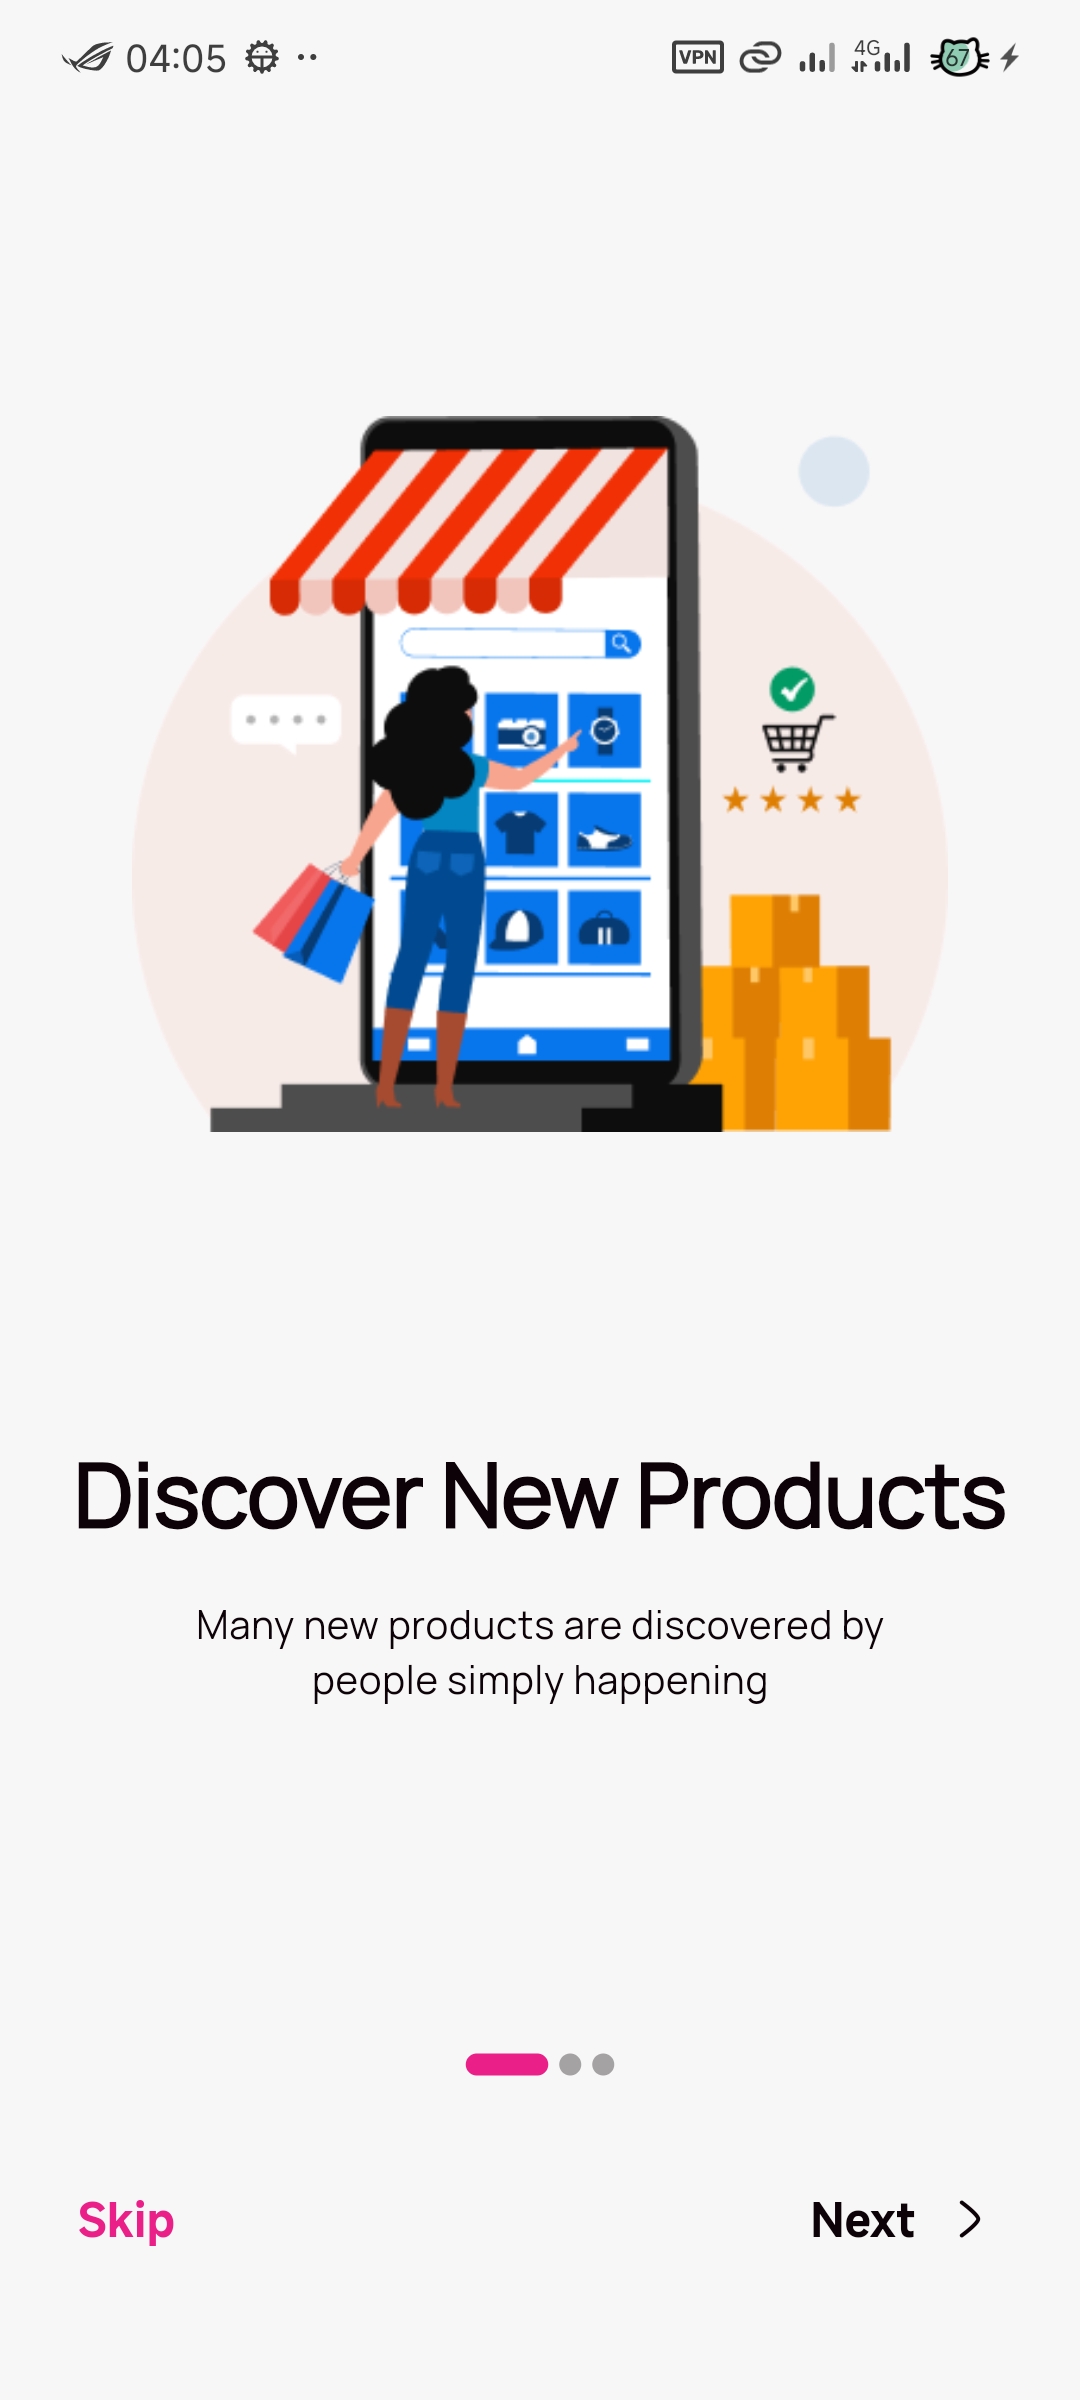 04:05
VPN
4G
67
Discover New Products
Many new products are discovered by
people simply happening
Skip
Next